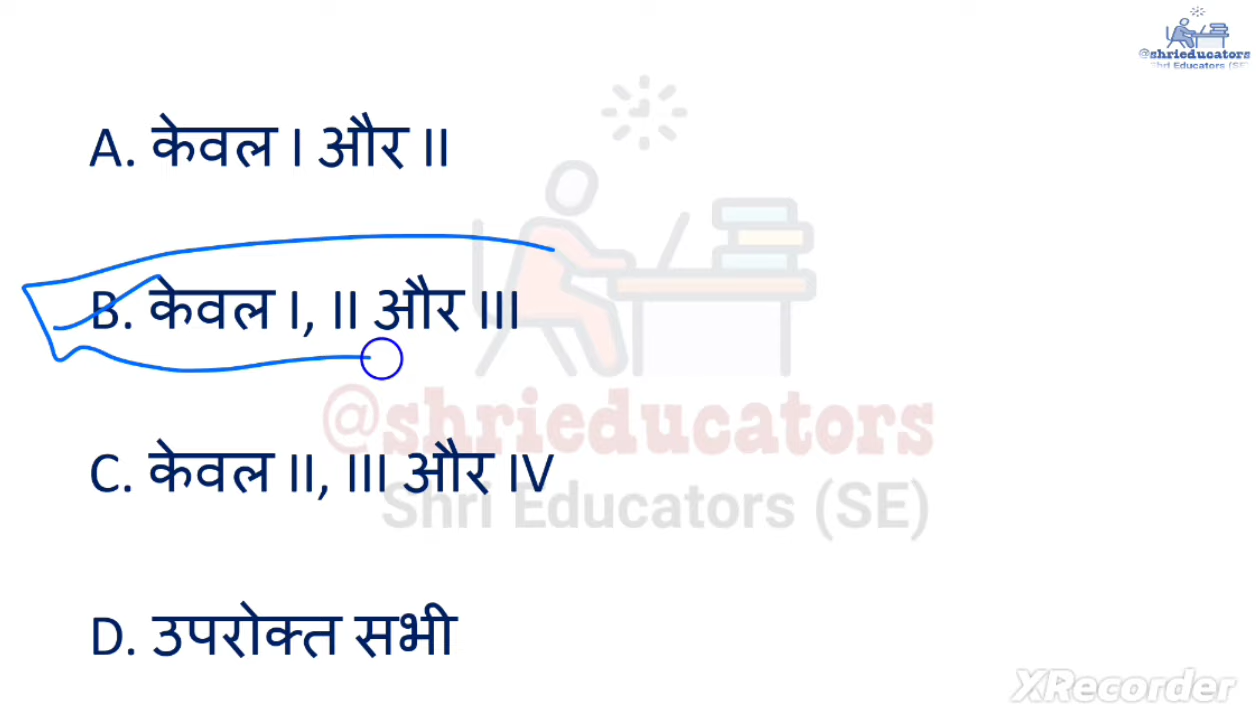 @shrieducators
Shri Educators (SE)
A. केवल I और II
B. केवल I, II और III
@shrieducators
C. केवल II, III और IV
Shri Educators (SE)
D. उपरोक्त सभी
XRecorder